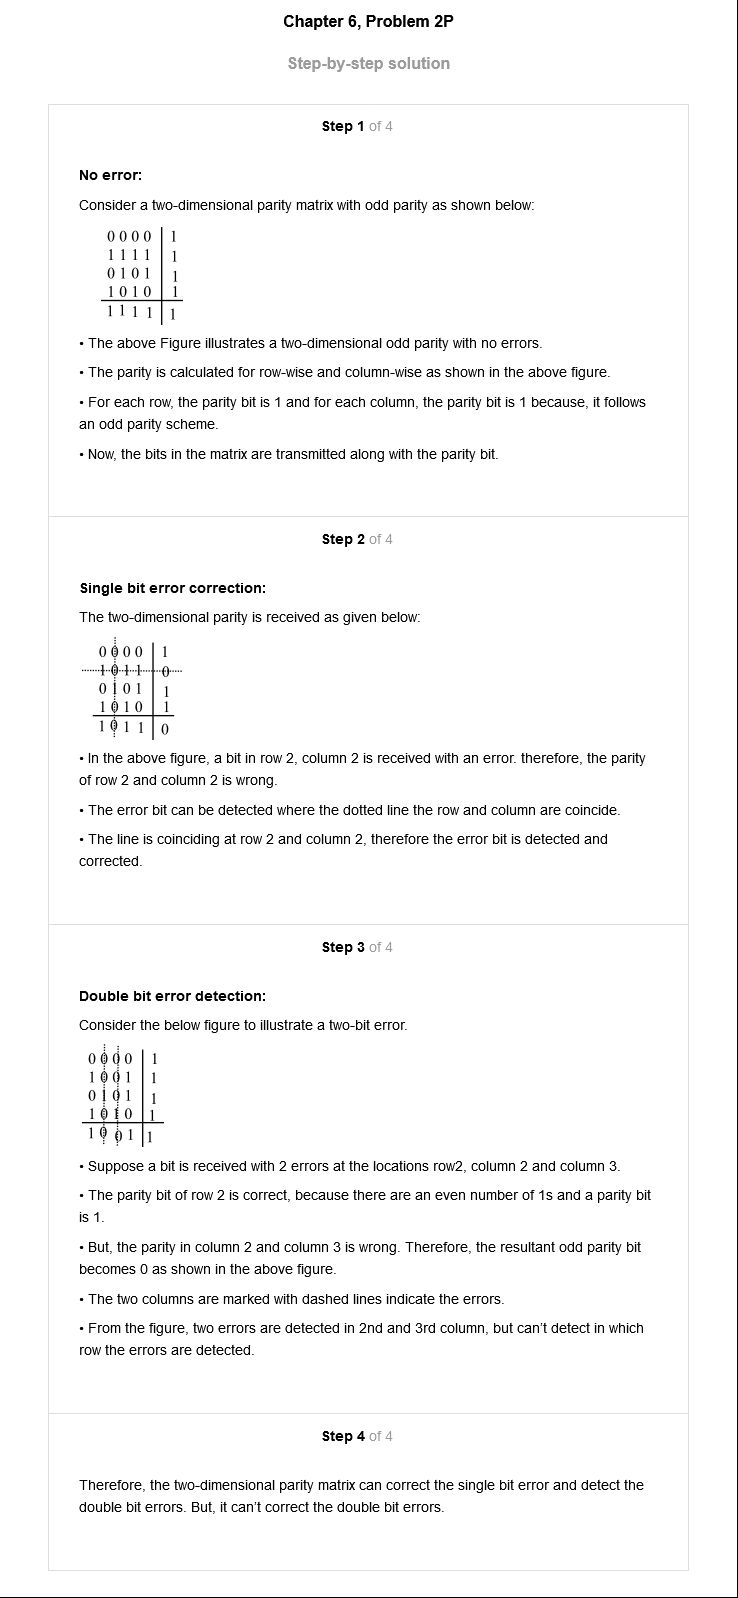 Chapter 6, Problem 2P
Step-by-step solution
Step 1 of 4
No error:
Consider a two-dimensional parity matrix with odd parity as shown below:
0 0 0 0 | 1
1 1 1 1 | 1
0 1 0 1 | 1
1 0 1 0 | 1
1 1 1 1 | 1
• The above Figure illustrates a two-dimensional odd parity with no errors.
• The parity is calculated for row-wise and column-wise as shown in the above figure.
• For each row, the parity bit is 1 and for each column, the parity bit is 1 because, it follows
an odd parity scheme.
• Now, the bits in the matrix are transmitted along with the parity bit.
Step 2 of 4
Single bit error correction:
The two-dimensional parity is received as given below:
0 0 0 0 | 1
1 0 1 1 | 0
0 1 0 1 | 1
1 0 1 0 | 1
1 0 1 1 | 0
• In the above figure, a bit in row 2, column 2 is received with an error. therefore, the parity
of row 2 and column 2 is wrong.
• The error bit can be detected where the dotted line the row and column are coincide.
• The line is coinciding at row 2 and column 2, therefore the error bit is detected and
corrected.
Step 3 of 4
Double bit error detection:
Consider the below figure to illustrate a two-bit error.
0 0 0 0 | 1
1 0 0 1 | 1
0 1 0 1 | 1
1 0 1 0 | 1
1 0 0 1 | 1
• Suppose a bit is received with 2 errors at the locations row2, column 2 and column 3.
• The parity bit of row 2 is correct, because there are an even number of 1s and a parity bit
is 1.
• But, the parity in column 2 and column 3 is wrong. Therefore, the resultant odd parity bit
becomes 0 as shown in the above figure.
• The two columns are marked with dashed lines indicate the errors.
• From the figure, two errors are detected in 2nd and 3rd column, but can't detect in which
row the errors are detected.
Step 4 of 4
Therefore, the two-dimensional parity matrix can correct the single bit error and detect the
double bit errors. But, it can't correct the double bit errors.